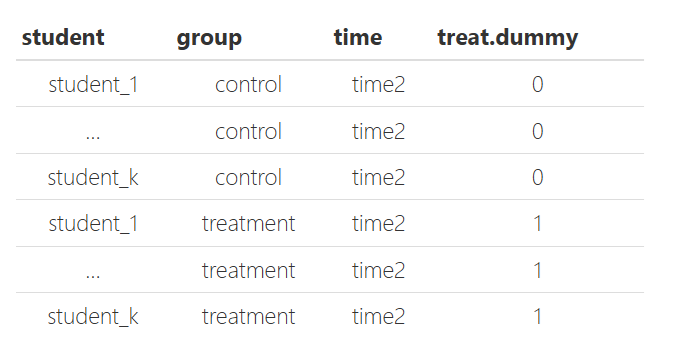 student group time treat.dummy
student_1 control time2 0
... control time2 0
student_k control time2 0
student_1 treatment time2 1
... treatment time2 1
student_k treatment time2 1